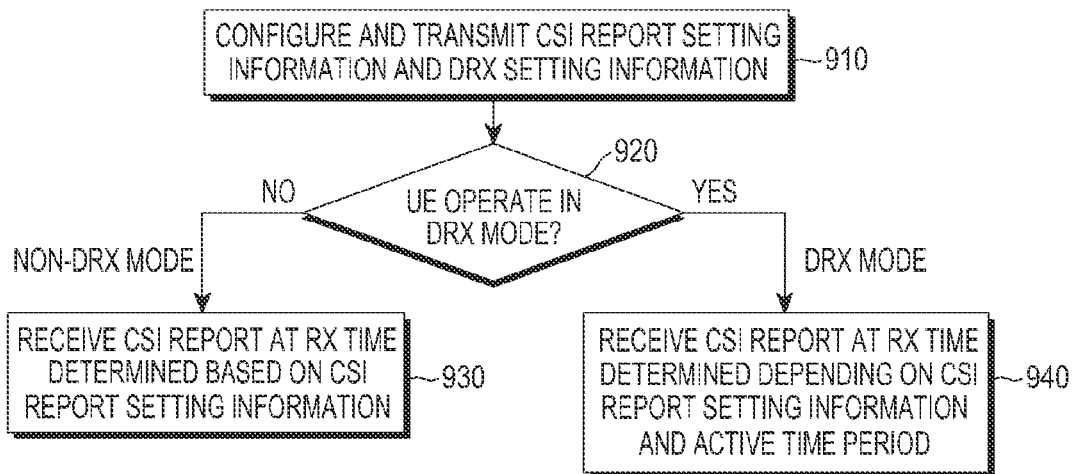 CONFIGURE AND TRANSMIT CSI REPORT SETTING
INFORMATION AND DRX SETTING INFORMATION
910
920
NO
YES
UE OPERATE IN
DRX MODE?
NON-DRX MODE
DRX MODE
RECEIVE CSI REPORT AT RX TIME
DETERMINED BASED ON CSI
REPORT SETTING INFORMATION
930
RECEIVE CSI REPORT AT RX TIME
DETERMINED DEPENDING ON CSI
REPORT SETTING INFORMATION
AND ACTIVE TIME PERIOD
940